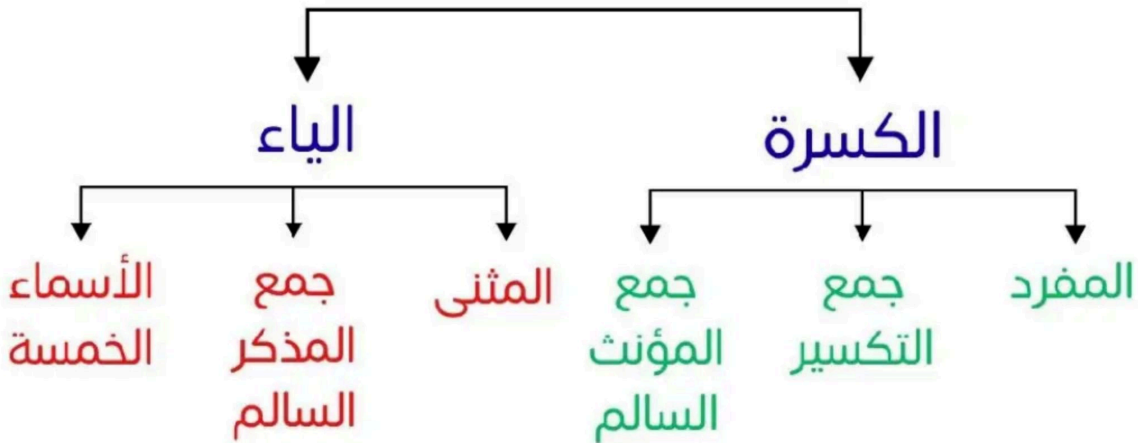 الكسرة
الياء
المفرد
جمع
التكسير
جمع
المؤنث
السالم
المثنى
جمع
المذكر
السالم
الأسماء
الخمسة